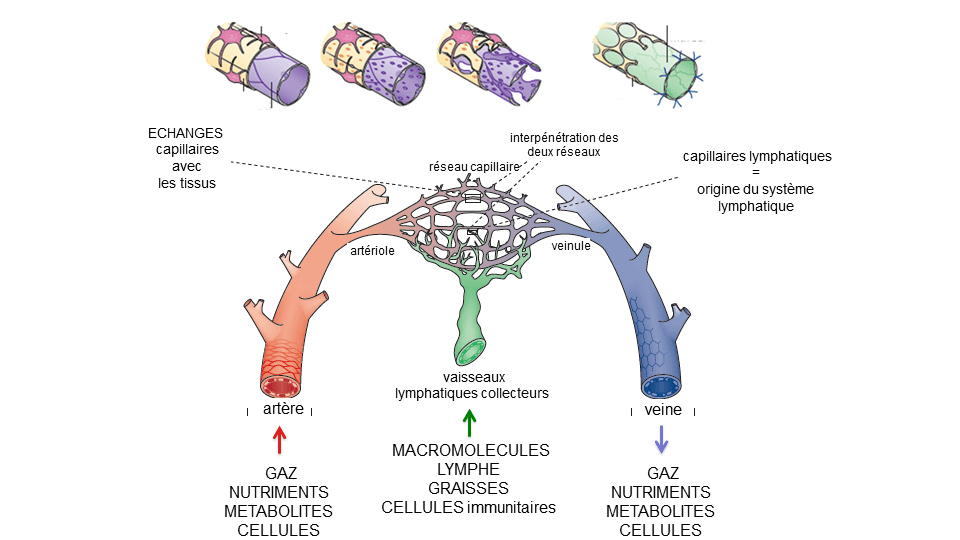 ECHANGES
capillaires
avec
les tissus
interpénétration des
deux réseaux
réseau capillaire
capillaires lymphatiques
=
origine du système
lymphatique
artériole
veinule
vaisseaux
lymphatiques collecteurs
artère
veine
GAZ
NUTRIMENTS
METABOLITES
CELLULES
MACROMOLECULES
LYMPHE
GRAISSES
CELLULES immunitaires
GAZ
NUTRIMENTS
METABOLITES
CELLULES